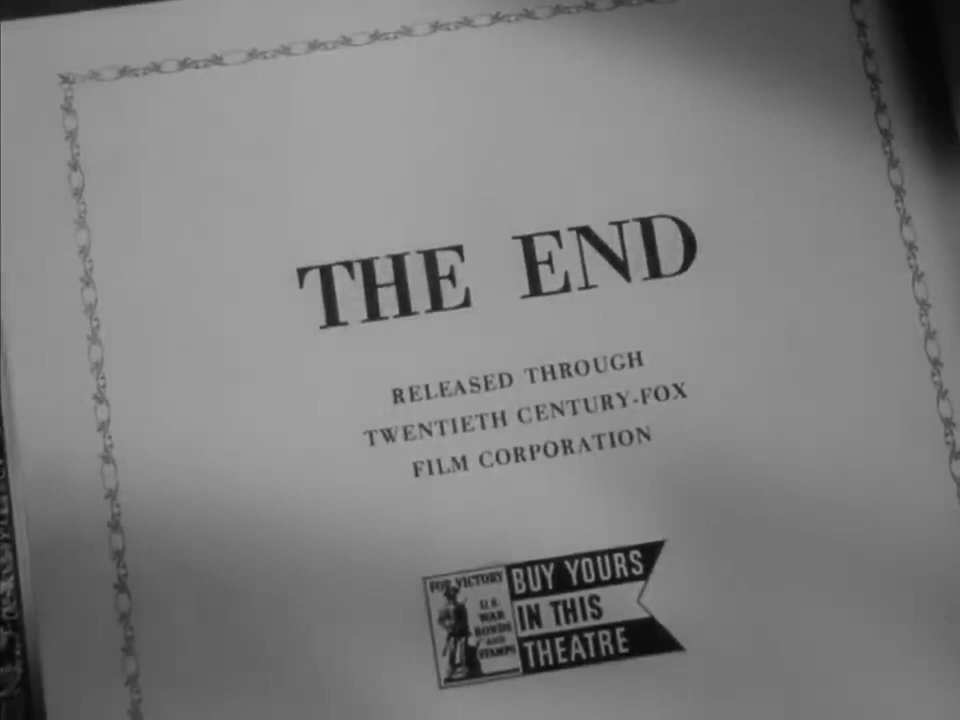 THE END
RELEASED THROUGH
TWENTIETH CENTURY-FOX
FILM CORPORATION
FOR VICTORY
U.S.
WAR
BONDS
AND
STAMPS
BUY YOURS
IN THIS
THEATRE